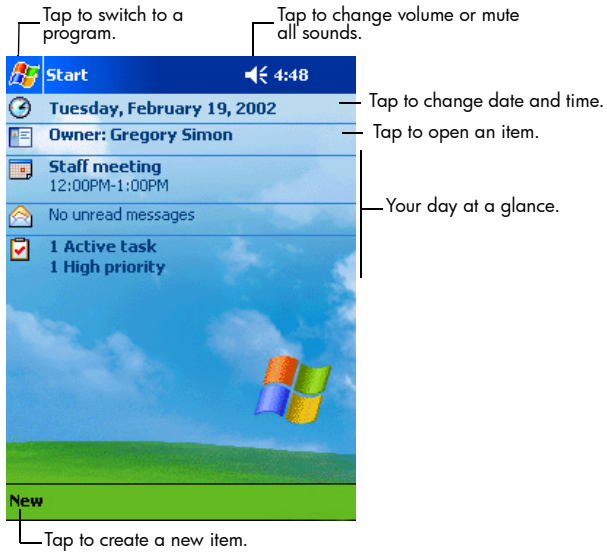 Tap to switch to a
program.
Tap to change volume or mute
all sounds.
Start
4:48
Tuesday, February 19, 2002
Tap to change date and time.
Owner: Gregory Simon
Tap to open an item.
Staff meeting
12:00PM-1:00PM
Your day at a glance.
No unread messages
1 Active task
1 High priority
New
Tap to create a new item.